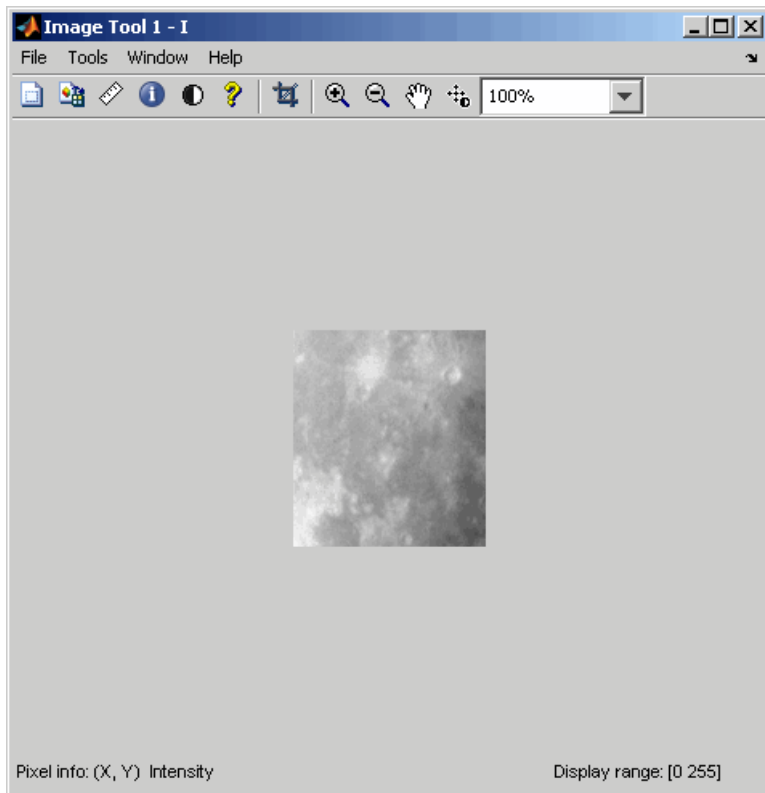 Image Tool 1 - I
File Tools Window Help
100%
Pixel info: (X, Y) Intensity Display range: [0 255]